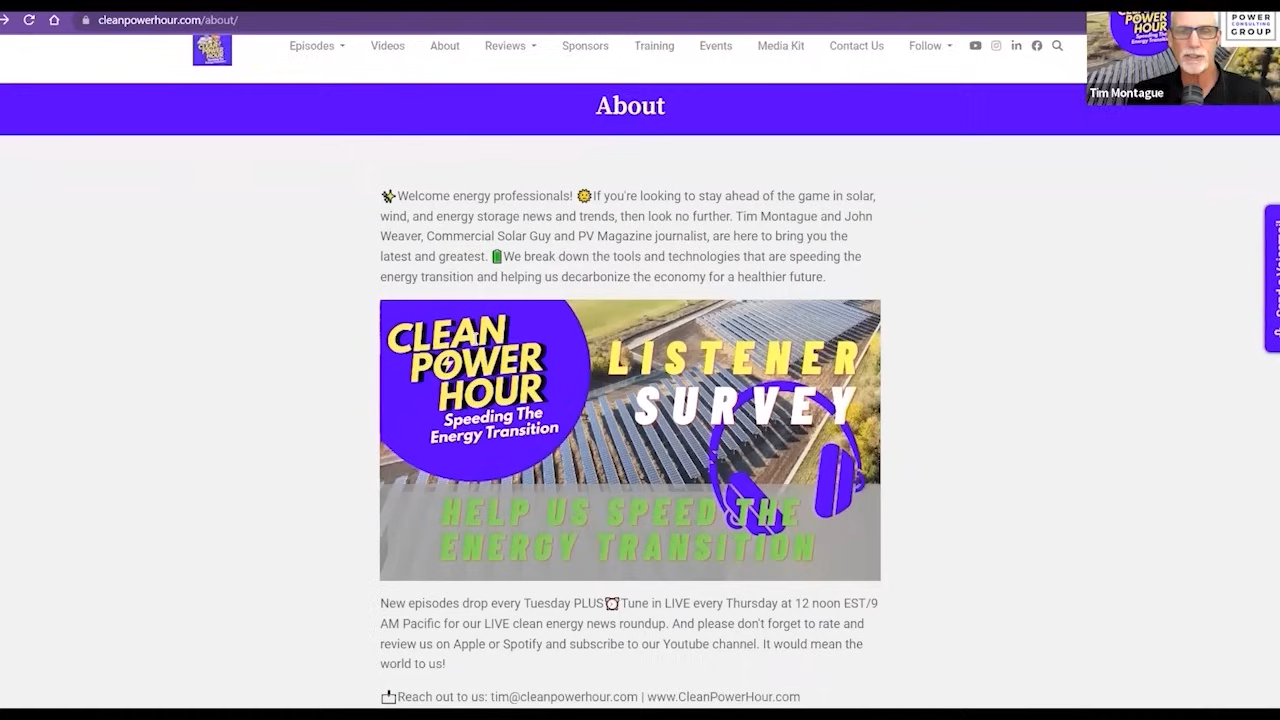 cleanpowerhour.com/about/
Episodes
Videos
About
Reviews
Sponsors
Training
Events
Media Kit
Contact Us
Follow
POWER
HOUR
Speeding The
Energy Transition
POWER
CONSULTING
GROUP
Tim Montague
About
Welcome energy professionals! If you're looking to stay ahead of the game in solar,
wind, and energy storage news and trends, then look no further. Tim Montague and John
Weaver, Commercial Solar Guy and PV Magazine journalist, are here to bring you the
latest and greatest. We break down the tools and technologies that are speeding the
energy transition and helping us decarbonize the economy for a healthier future.
CLEAN
POWER
HOUR
Speeding The
Energy Transition
LISTENER
SURVEY
HELP US SPEED THE
ENERGY TRANSITION
New episodes drop every Tuesday PLUS Tune in LIVE every Thursday at 12 noon EST/9
AM Pacific for our LIVE clean energy news roundup. And please don't forget to rate and
review us on Apple or Spotify and subscribe to our Youtube channel. It would mean the
world to us!
Reach out to us: tim@cleanpowerhour.com | www.CleanPowerHour.com